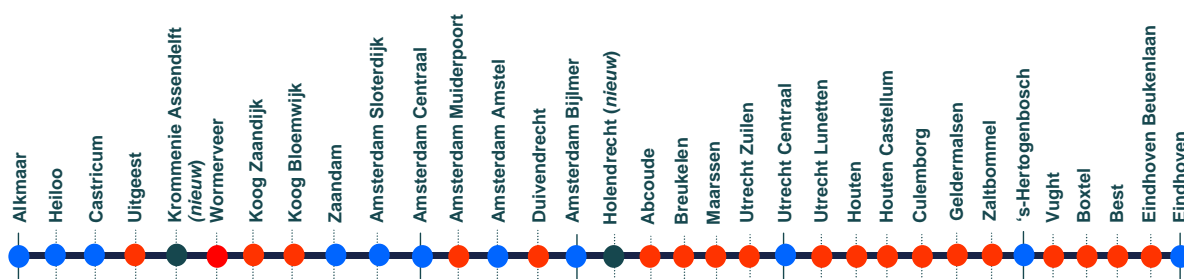 Alkmaar
Heiloo
Castricum
Uitgeest
Krommenie Assendelft
(nieuw)
Wormerveer
Koog Zaandijk
Koog Bloemwijk
Zaandam
Amsterdam Sloterdijk
Amsterdam Centraal
Amsterdam Muiderpoort
Amsterdam Amstel
Duivendrecht
Amsterdam Bijlmer
Holendrecht (nieuw)
Abcoude
Breukelen
Maarssen
Utrecht Zuilen
Utrecht Centraal
Utrecht Lunetten
Houten
Houten Castellum
Culemborg
Geldermalsen
Zaltbommel
‘s-Hertogenbosch
Vught
Boxtel
Best
Eindhoven Beukenlaan
Eindhoven